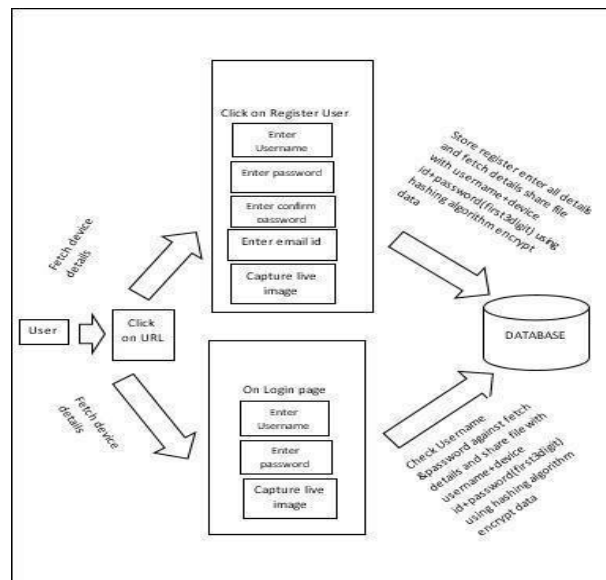 Click on Register User
Enter
Username
Enter password
Enter confirm
password
Enter email id
Capture live
image
Store register enter all details
and fetch details share file
with username+device
id+password(first3digit) using
hashing algorithm encrypt
data
Fetch device
details
User
Click
on URL
DATABASE
Fetch device
details
On Login page
Enter
Username
Enter
password
Capture live
image
Check Username
&password against fetch
details and share file with
username+device
id+password(first3digit)
using hashing algorithm
encrypt data